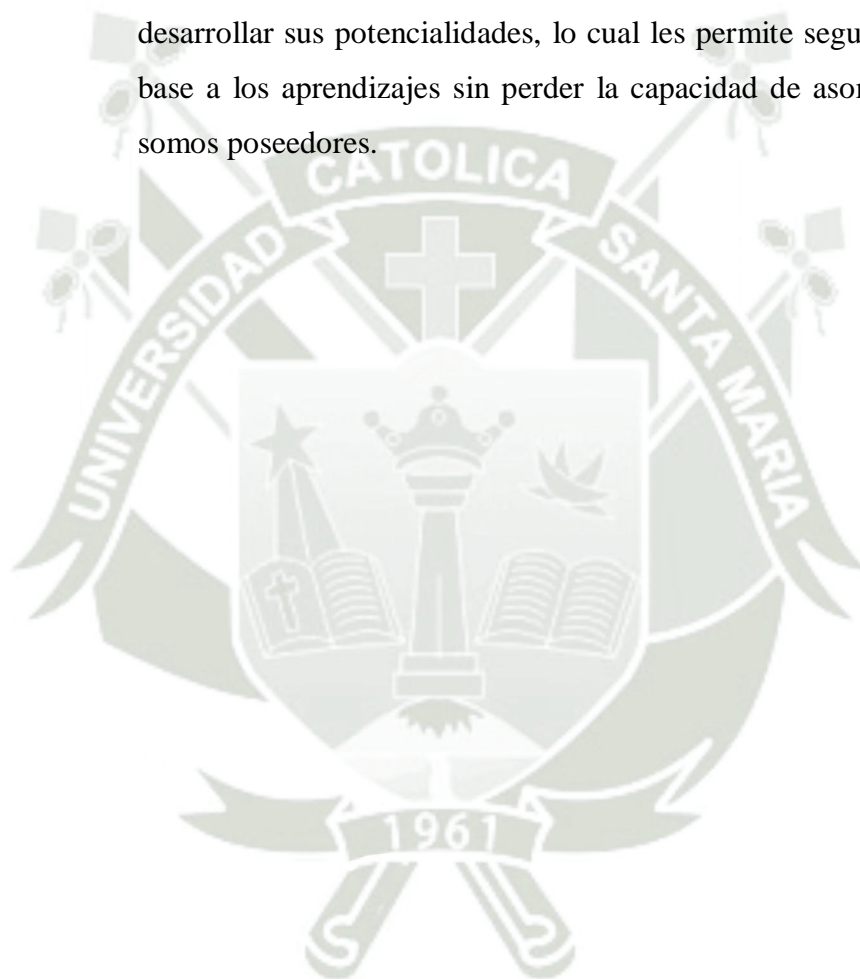 desarrollar sus potencialidades, lo cual les permite segu
base a los aprendizajes sin perder la capacidad de asor
somos poseedores.
CATOLICA
UNIVERSIDAD
SANTA MARIA
1961